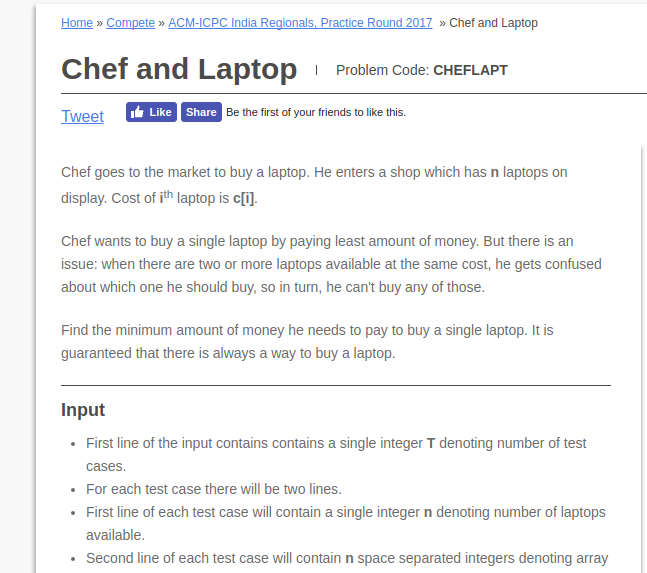 Home » Compete » ACM-ICPC India Regionals, Practice Round 2017 » Chef and Laptop
Chef and Laptop | Problem Code: CHEFLAPT
Tweet Like Share Be the first of your friends to like this.
Chef goes to the market to buy a laptop. He enters a shop which has n laptops on
display. Cost of ith laptop is c[i].
Chef wants to buy a single laptop by paying least amount of money. But there is an
issue: when there are two or more laptops available at the same cost, he gets confused
about which one he should buy, so in turn, he can't buy any of those.
Find the minimum amount of money he needs to pay to buy a single laptop. It is
guaranteed that there is always a way to buy a laptop.
Input
• First line of the input contains contains a single integer T denoting number of test
cases.
• For each test case there will be two lines.
• First line of each test case will contain a single integer n denoting number of laptops
available.
• Second line of each test case will contain n space separated integers denoting array